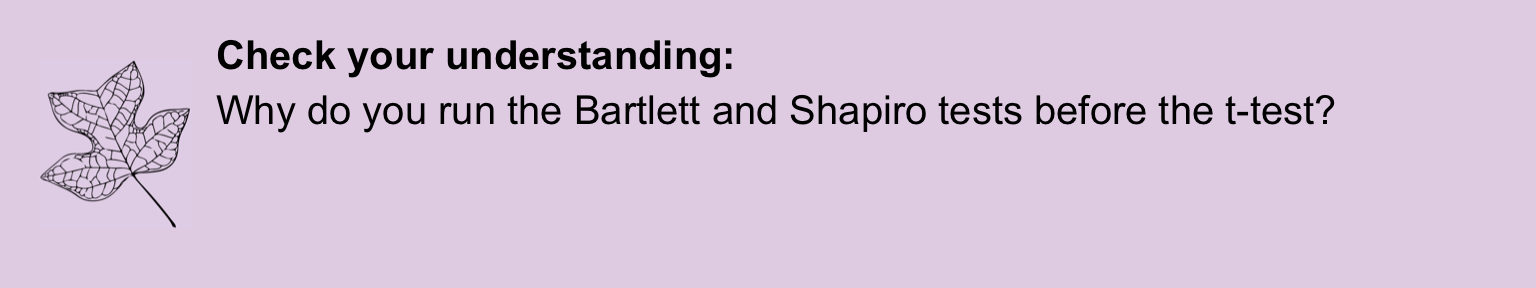 Check your understanding:
Why do you run the Bartlett and Shapiro tests before the t-test?